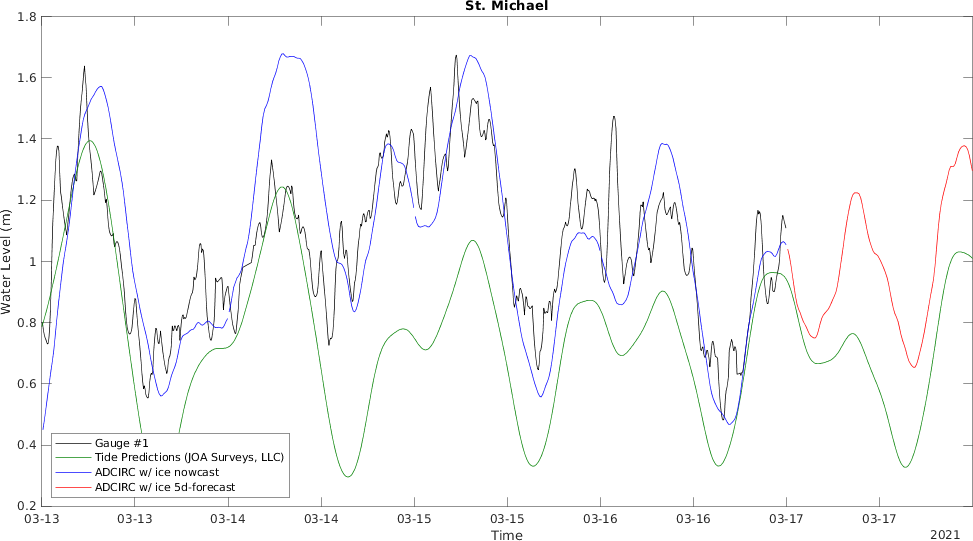 St. Michael
1.8
1.6
1.4
1.2
1
0.8
0.6
0.4
0.2
Water Level (m)
Gauge #1
Tide Predictions (JOA Surveys, LLC)
ADCIRC w/ ice nowcast
ADCIRC w/ ice 5d-forecast
03-13 03-13 03-14 03-14 03-15 03-15 03-16 03-16 03-17 03-17
Time
2021